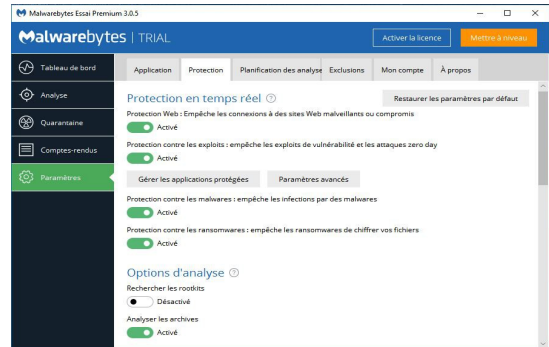 Malwarebytes Essai Premium 3.0.5
Malwarebytes | TRIAL
Activer la licence
Mettre à niveau
Tableau de bord
Analyse
Quarantaine
Comptes-rendus
Paramètres
Application
Protection
Planification des analyse
Exclusions
Mon compte
À propos
Protection en temps réel
Restaurer les paramètres par défaut
Protection Web : Empêche les connexions à des sites Web malveillants ou compromis
Activé
Protection contre les exploits : empêche les exploits de vulnérabilité et les attaques zero day
Activé
Gérer les applications protégées
Paramètres avancés
Protection contre les malwares : empêche les infections par des malwares
Activé
Protection contre les ransomwares : empêche les ransomwares de chiffrer vos fichiers
Activé
Options d'analyse
Rechercher les rootkits
Désactivé
Analyser les archives
Activé